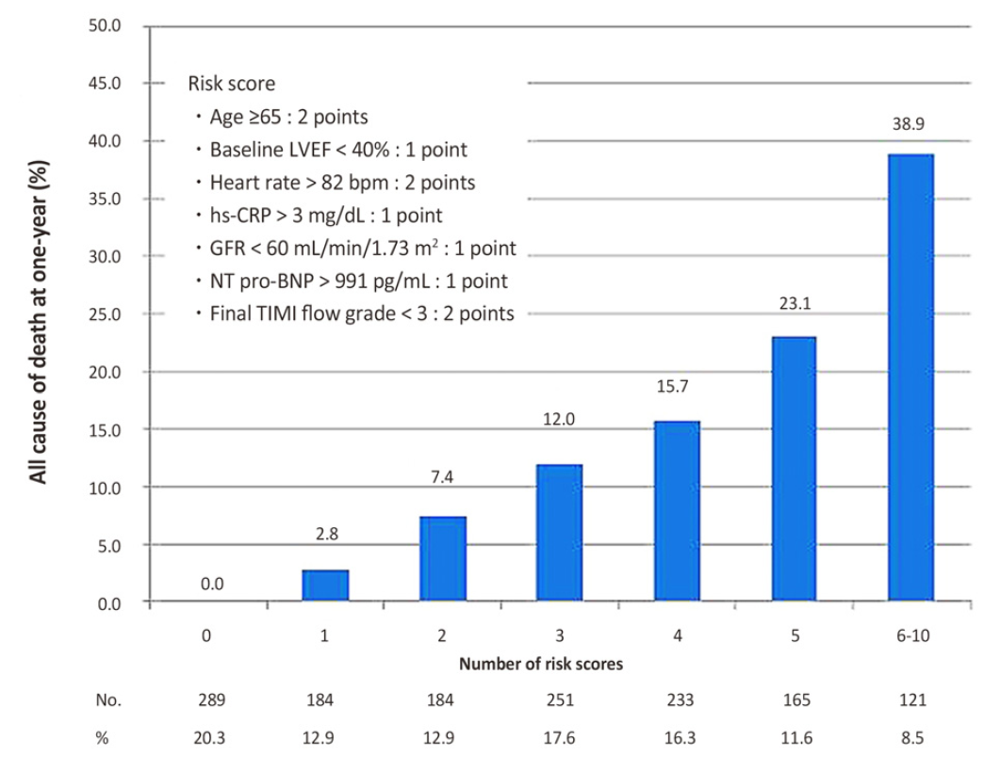 50.0
45.0
40.0
35.0
30.0
25.0
20.0
15.0
10.0
5.0
0.0
All cause of death at one-year (%)
Risk score
・Age ≥65 : 2 points
・Baseline LVEF < 40% : 1 point
・Heart rate > 82 bpm : 2 points
・hs-CRP > 3 mg/dL : 1 point
・GFR < 60 mL/min/1.73 m² : 1 point
・NT pro-BNP > 991 pg/mL : 1 point
・Final TIMI flow grade < 3 : 2 points
0.0 2.8 7.4 12.0 15.7 23.1 38.9
0 1 2 3 4 5 6-10
Number of risk scores
No. 289 184 184 251 233 165 121
% 20.3 12.9 12.9 17.6 16.3 11.6 8.5